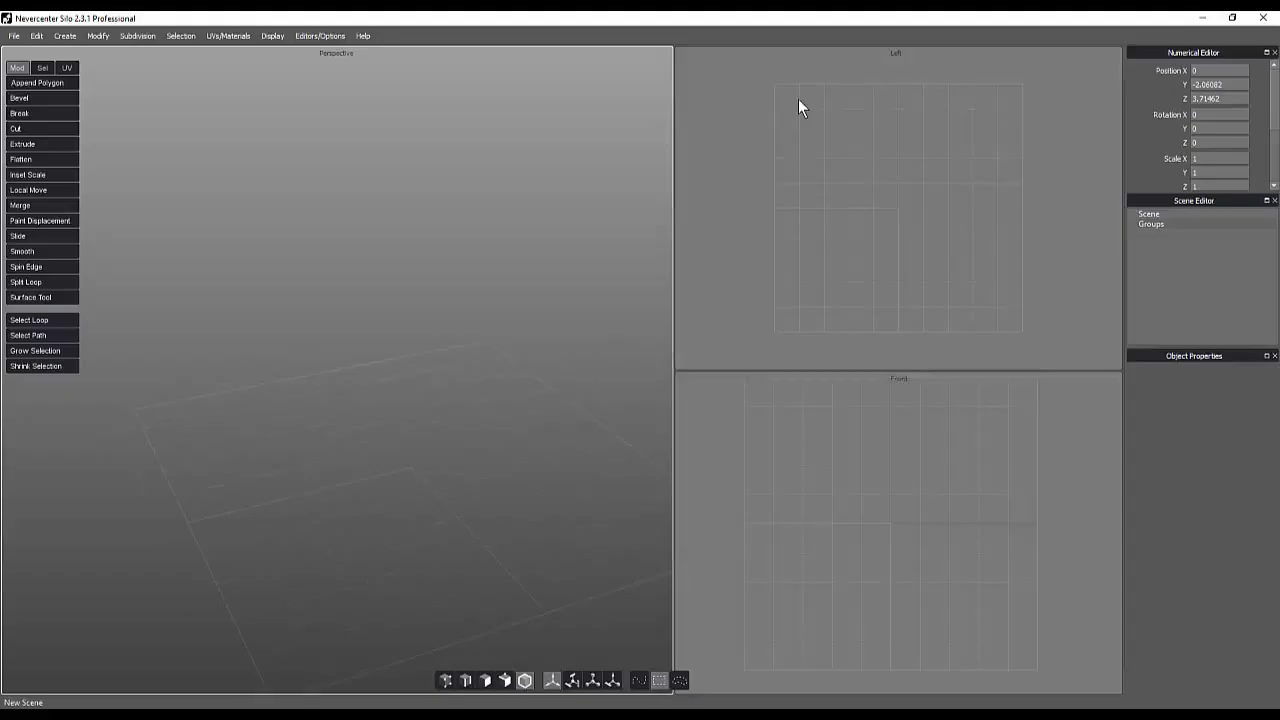 Nevercenter Silo 2.3.1 Professional
File Edit Create Modify Subdivision Selection UVs/Materials Display Editors/Options Help
Perspective
Left
Numerical Editor
Mod Sel UV
Append Polygon
Bevel
Break
Cut
Extrude
Flatten
Inset Scale
Local Move
Merge
Paint Displacement
Slide
Smooth
Spin Edge
Split Loop
Surface Tool
Select Loop
Select Path
Grow Selection
Shrink Selection
Position X 0
Y -2.06082
Z 3.71462
Rotation X 0
Y 0
Z 0
Scale X 1
Y 1
Z 1
Scene Editor
Scene
Groups
Object Properties
Front
New Scene